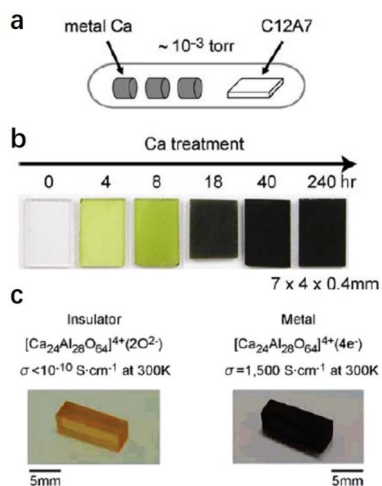 a
metal Ca
C12A7
~ 10⁻³ torr
b
Ca treatment
0 4 8 18 40 240 hr
7 x 4 x 0.4mm
c
Insulator
[Ca₂₄Al₂₈O₆₄]⁴⁺(2O²⁻)
σ<10⁻¹⁰ S·cm⁻¹ at 300K
5mm
Metal
[Ca₂₄Al₂₈O₆₄]⁴⁺(4e⁻)
σ=1,500 S·cm⁻¹ at 300K
5mm